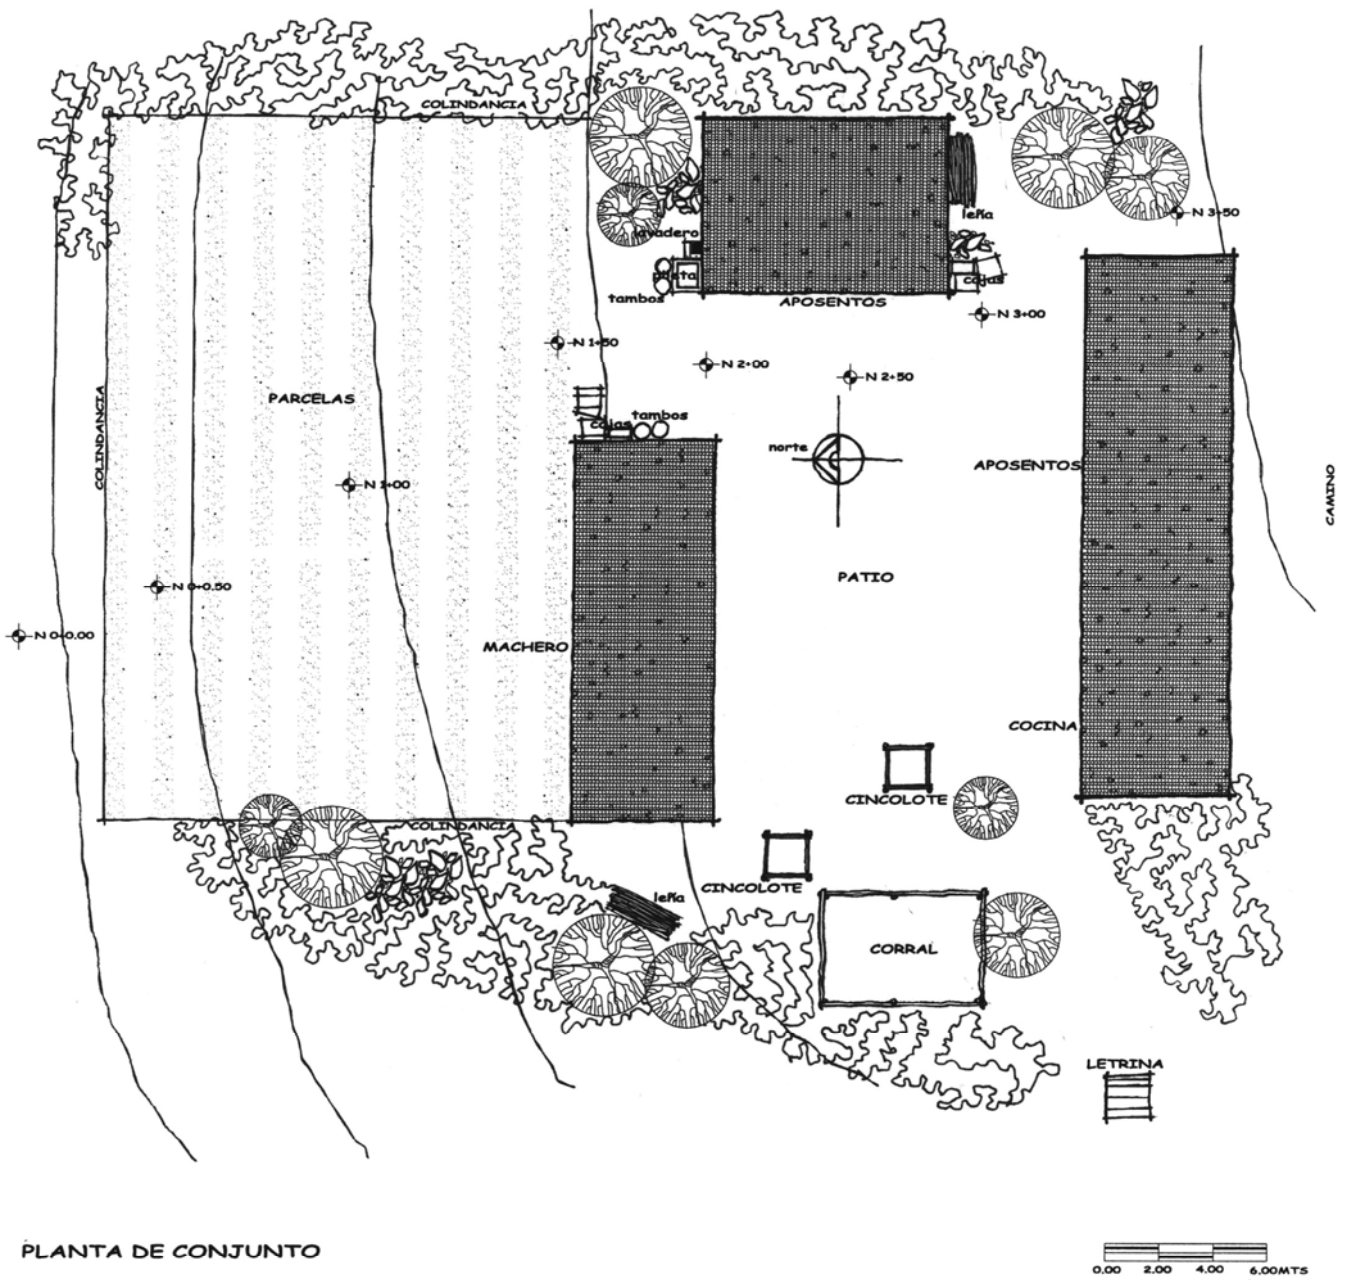 COLINDANCIA
leña
N 3+50
lavadero
pileta
cajas
tambos
APOSENTOS
N 3+00
N 1+50
N 2+00
N 2+50
COLINDANCIA
PARCELAS
tambos
cajas
norte
APOSENTOS
CAMINO
N 1+00
PATIO
N 0+0.50
N 0+0.00
MACHERO
COCINA
CINCOLOTE
COLINDANCIA
CINCOLOTE
leña
CORRAL
LETRINA
PLANTA DE CONJUNTO
0.00 2.00 4.00 6.00MTS